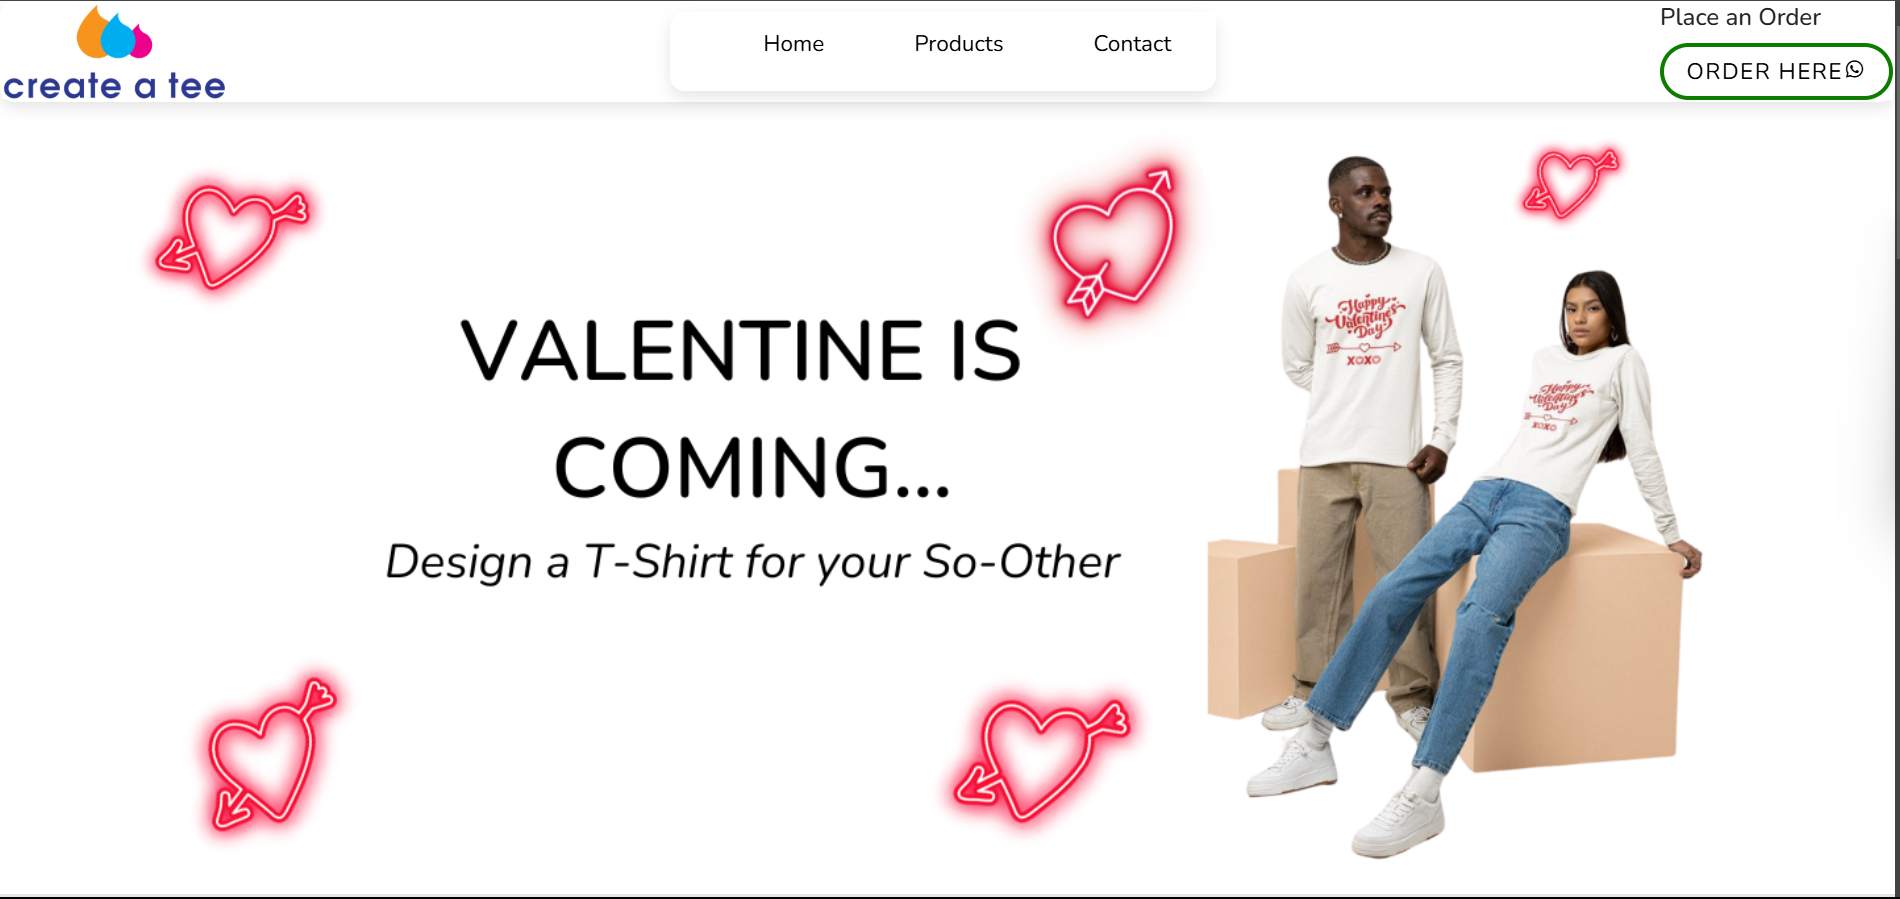 create a tee
Home
Products
Contact
Place an Order
ORDER HERE
VALENTINE IS
COMING...
Design a T-Shirt for your So-Other
Happy
Valentine's
Day
XOXO
Happy
Valentine's
Day
XOXO